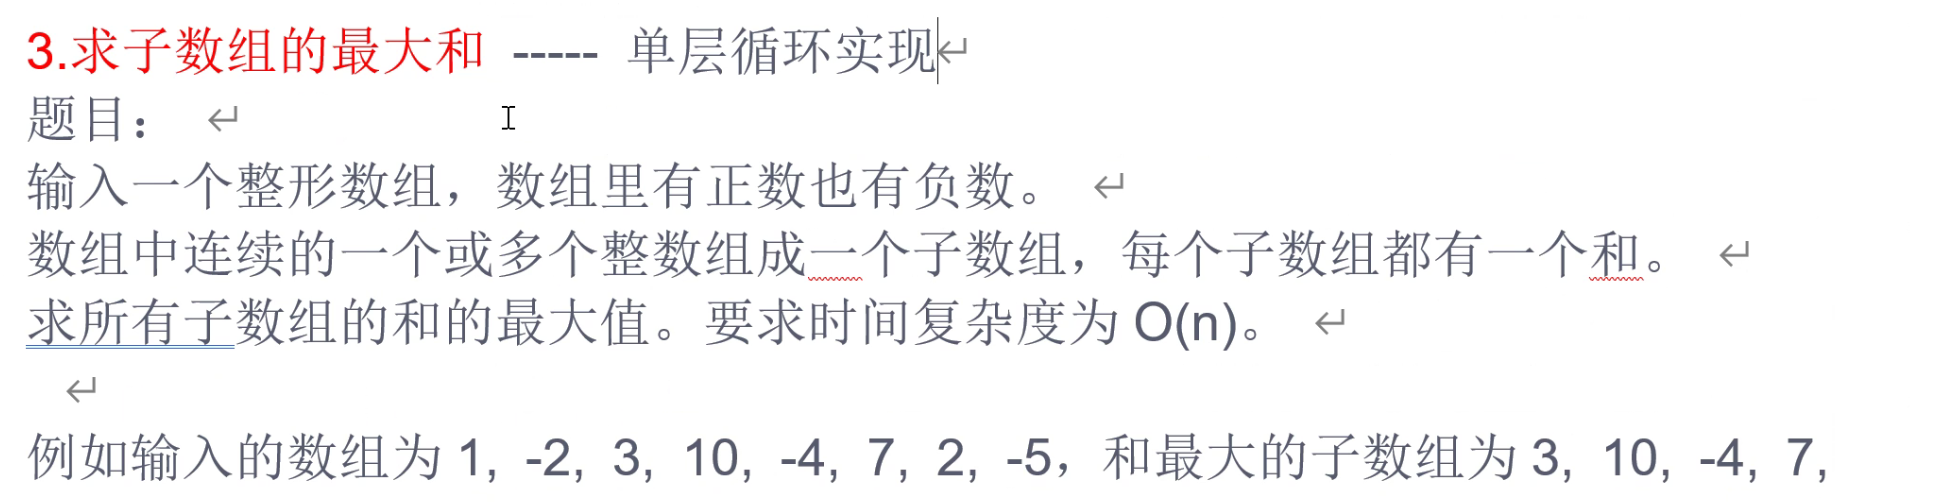 3.求子数组的最大和 ----- 单层循环实现
题目：
输入一个整形数组，数组里有正数也有负数。
数组中连续的一个或多个整数组成一个子数组，每个子数组都有一个和。
求所有子数组的和的最大值。要求时间复杂度为 O(n)。
例如输入的数组为 1, -2, 3, 10, -4, 7, 2, -5，和最大的子数组为 3, 10, -4, 7,